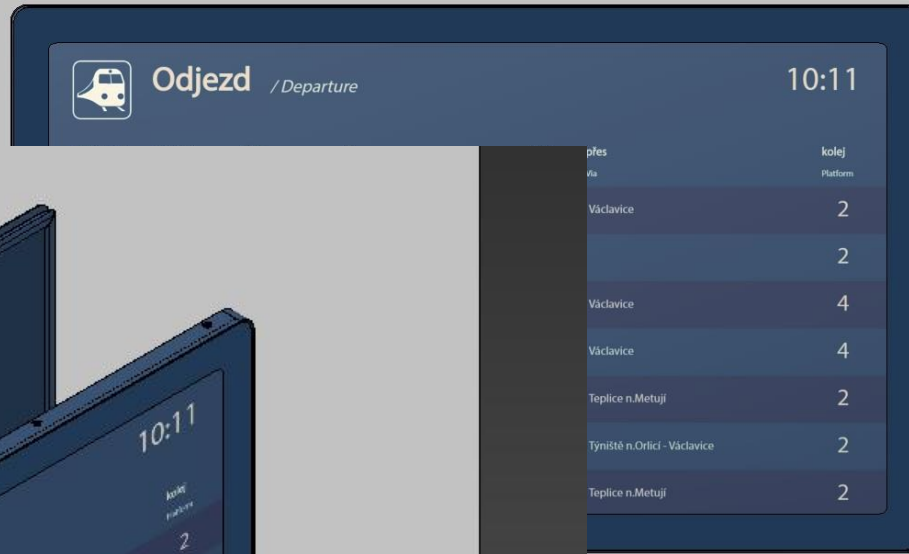 Odjezd / Departure 10:11
přes kolej
Via Platform
Václavice 2
2
Václavice 4
Václavice 4
Teplice n.Metují 2
Týniště n.Orlicí - Václavice 2
Teplice n.Metují 2
10:11
kolej
Platform
2